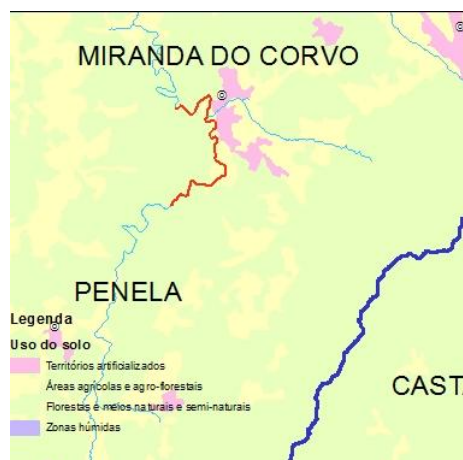 MIRANDA DO CORVO
PENELA
Legenda
Uso do solo
Territórios artificializados
CASTA
Áreas agrícolas e agro-florestais
Florestas e meios naturais e semi-naturais
Zonas húmidas